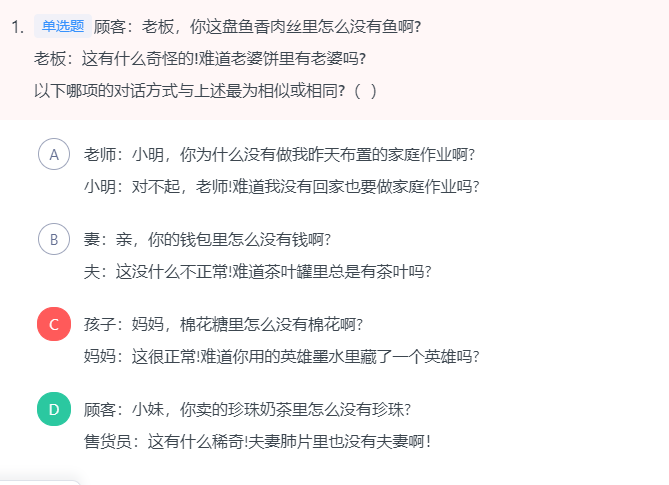 1. 单选题 顾客：老板，你这盘鱼香肉丝里怎么没有鱼啊?
老板：这有什么奇怪的!难道老婆饼里有老婆吗?
以下哪项的对话方式与上述最为相似或相同?（ ）
A 老师：小明，你为什么没有做我昨天布置的家庭作业啊?
小明：对不起，老师!难道我没有回家也要做家庭作业吗?
B 妻：亲，你的钱包里怎么没有钱啊?
夫：这没什么不正常!难道茶叶罐里总是有茶叶吗?
C 孩子：妈妈，棉花糖里怎么没有棉花啊?
妈妈：这很正常!难道你用的英雄墨水里藏了一个英雄吗?
D 顾客：小妹，你卖的珍珠奶茶里怎么没有珍珠?
售货员：这有什么稀奇!夫妻肺片里也没有夫妻啊！